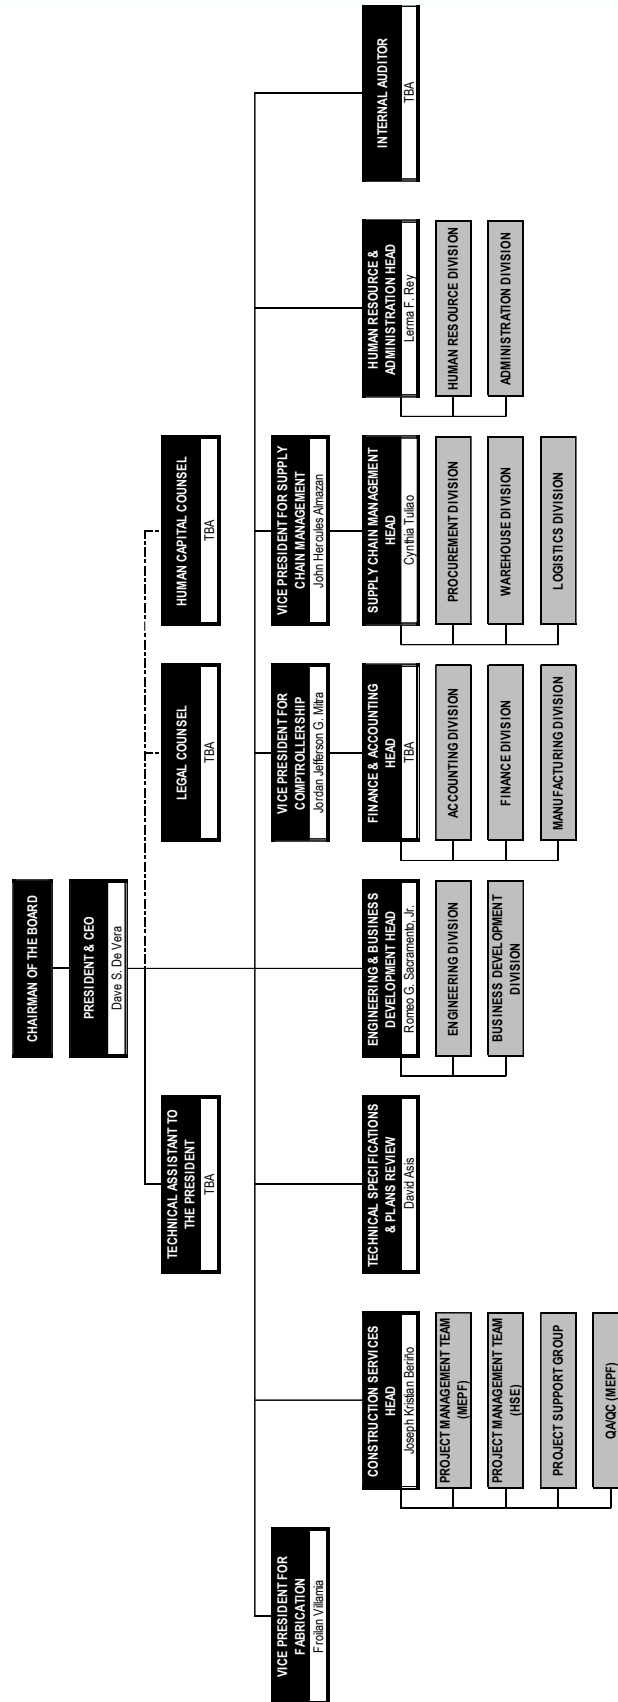 CHAIRMAN OF THE BOARD
PRESIDENT & CEO
Dave S. De Vera
TECHNICAL ASSISTANT TO
THE PRESIDENT
TBA
LEGAL COUNSEL
TBA
HUMAN CAPITAL COUNSEL
TBA
VICE PRESIDENT FOR
FABRICATION
Froilan Villamia
VICE PRESIDENT FOR
COMPTROLLERSHIP
Jordan Jefferson G. Mitra
VICE PRESIDENT FOR SUPPLY
CHAIN MANAGEMENT
John Hercules Almazan
CONSTRUCTION SERVICES
HEAD
Joseph Kristian Beriño
PROJECT MANAGEMENT TEAM
(MEPF)
PROJECT MANAGEMENT TEAM
(HSE)
PROJECT SUPPORT GROUP
QA/QC (MEPF)
TECHNICAL SPECIFICATIONS
& PLANS REVIEW
David Asis
ENGINEERING & BUSINESS
DEVELOPMENT HEAD
Romeo G. Sacramento, Jr.
ENGINEERING DIVISION
BUSINESS DEVELOPMENT
DIVISION
FINANCE & ACCOUNTING
HEAD
TBA
ACCOUNTING DIVISION
FINANCE DIVISION
MANUFACTURING DIVISION
SUPPLY CHAIN MANAGEMENT
HEAD
Cynthia Tuliao
PROCUREMENT DIVISION
WAREHOUSE DIVISION
LOGISTICS DIVISION
HUMAN RESOURCE &
ADMINISTRATION HEAD
Lerma F. Rey
HUMAN RESOURCE DIVISION
ADMINISTRATION DIVISION
INTERNAL AUDITOR
TBA